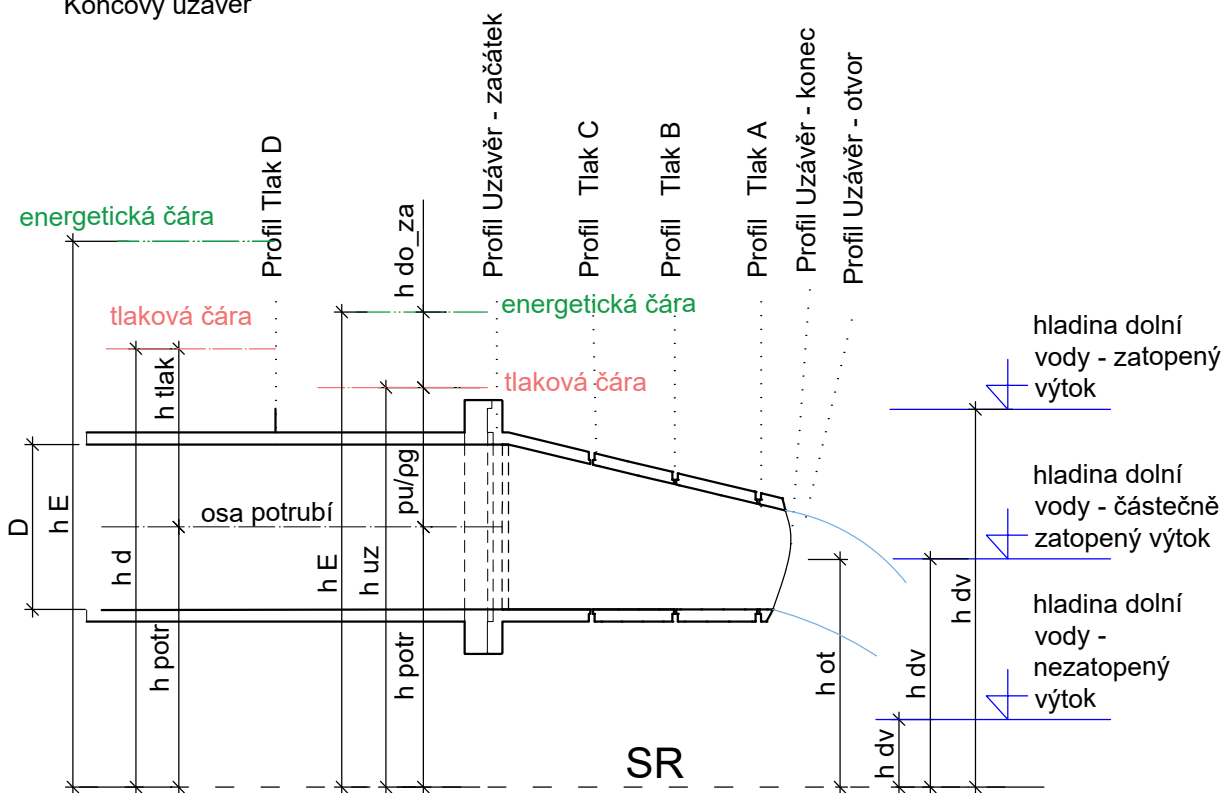 Koncový uzávěr
Profil Tlak D
Profil Uzávěr - začátek
Profil Tlak C
Profil Tlak B
Profil Tlak A
Profil Uzávěr - konec
Profil Uzávěr - otvor
energetická čára
h do_za
energetická čára
tlaková čára
tlaková čára
h tlak
hladina dolní
vody - zatopený
výtok
h E
D
h d
osa potrubí
pu/ρg
h E
h uz
hladina dolní
vody - částečně
zatopený výtok
h potr
h potr
h ot
h dv
h dv
hladina dolní
vody -
nezatopený
výtok
h dv
SR